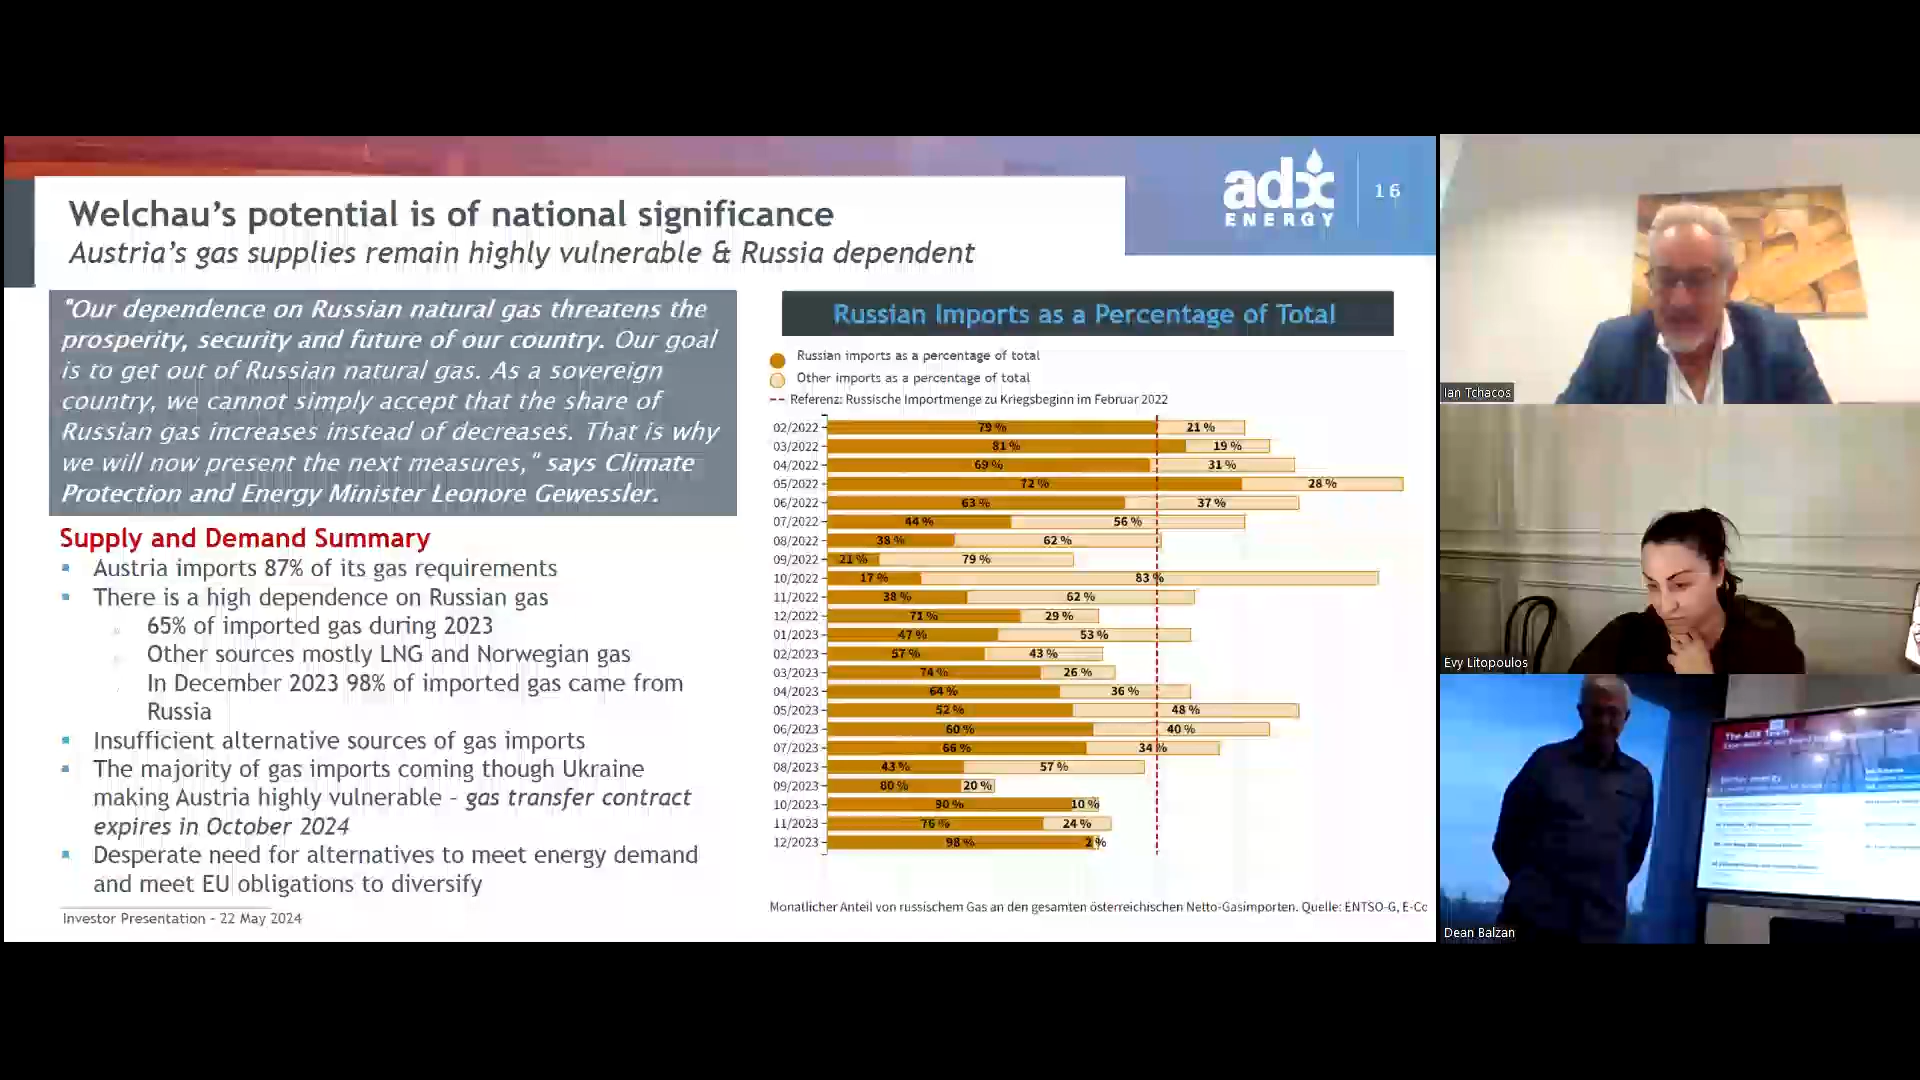 Welchau's potential is of national significance
Austria's gas supplies remain highly vulnerable & Russia dependent
adx
ENERGY
16
"Our dependence on Russian natural gas threatens the
prosperity, security and future of our country. Our goal
is to get out of Russian natural gas. As a sovereign
country, we cannot simply accept that the share of
Russian gas increases instead of decreases. That is why
we will now present the next measures," says Climate
Protection and Energy Minister Leonore Gewessler.
Supply and Demand Summary
Austria imports 87% of its gas requirements
There is a high dependence on Russian gas
65% of imported gas during 2023
Other sources mostly LNG and Norwegian gas
In December 2023 98% of imported gas came from
Russia
Insufficient alternative sources of gas imports
The majority of gas imports coming though Ukraine
making Austria highly vulnerable – gas transfer contract
expires in October 2024
Desperate need for alternatives to meet energy demand
and meet EU obligations to diversify
Investor Presentation - 22 May 2024
Russian Imports as a Percentage of Total
Russian imports as a percentage of total
Other imports as a percentage of total
Referenz: Russische Importmenge zu Kriegsbeginn im Februar 2022
02/2022 79 % 21 %
03/2022 81 % 19 %
04/2022 69 % 31 %
05/2022 72 % 28 %
06/2022 63 % 37 %
07/2022 44 % 56 %
08/2022 38 % 62 %
09/2022 21 % 79 %
10/2022 17 % 83 %
11/2022 38 % 62 %
12/2022 71 % 29 %
01/2023 47 % 53 %
02/2023 57 % 43 %
03/2023 74 % 26 %
04/2023 64 % 36 %
05/2023 52 % 48 %
06/2023 60 % 40 %
07/2023 66 % 34 %
08/2023 43 % 57 %
09/2023 80 % 20 %
10/2023 90 % 10 %
11/2023 76 % 24 %
12/2023 98 % 2 %
Monatlicher Anteil von russischem Gas an den gesamten österreichischen Netto-Gasimporten. Quelle: ENTSO-G, E-Co
Ian Tchacos
Evy Litopoulos
The ADX Team
Dean Balzan